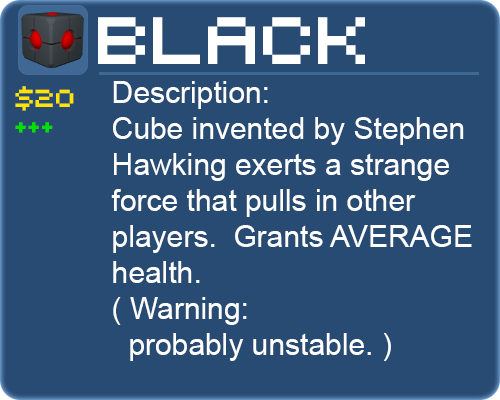 BLACK
$20
+++
Description:
Cube invented by Stephen
Hawking exerts a strange
force that pulls in other
players.  Grants AVERAGE
health.
( Warning:
probably unstable. )